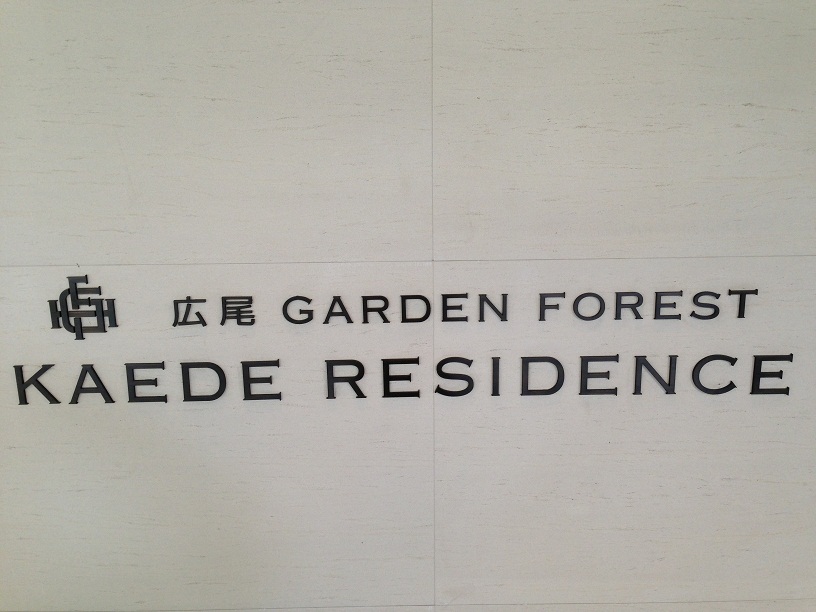 広尾 GARDEN FOREST
KAEDE RESIDENCE